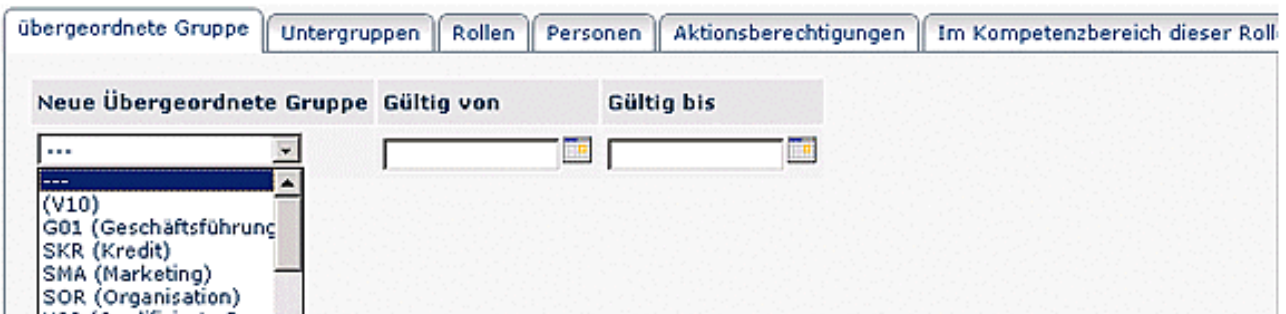 übergeordnete Gruppe Untergruppen Rollen Personen Aktionsberechtigungen Im Kompetenzbereich dieser
Neue Übergeordnete Gruppe Gültig von Gültig bis
---
---
(V10)
G01 (Geschäftsführung
SKR (Kredit)
SMA (Marketing)
SOR (Organisation)